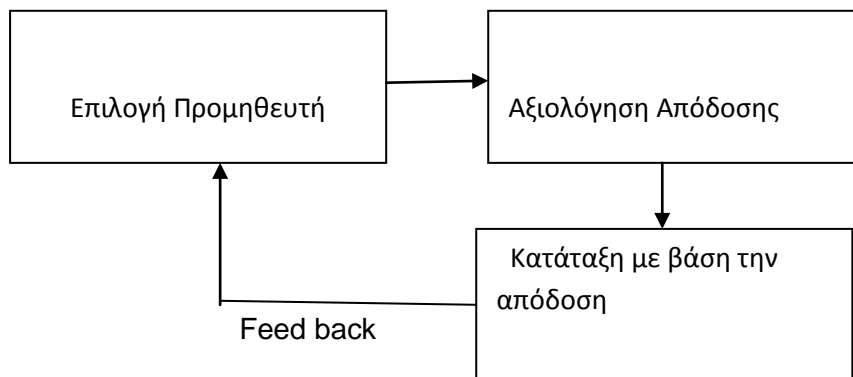 Επιλογή Προμηθευτή
Αξιολόγηση Απόδοσης
Κατάταξη με βάση την
απόδοση
Feed back